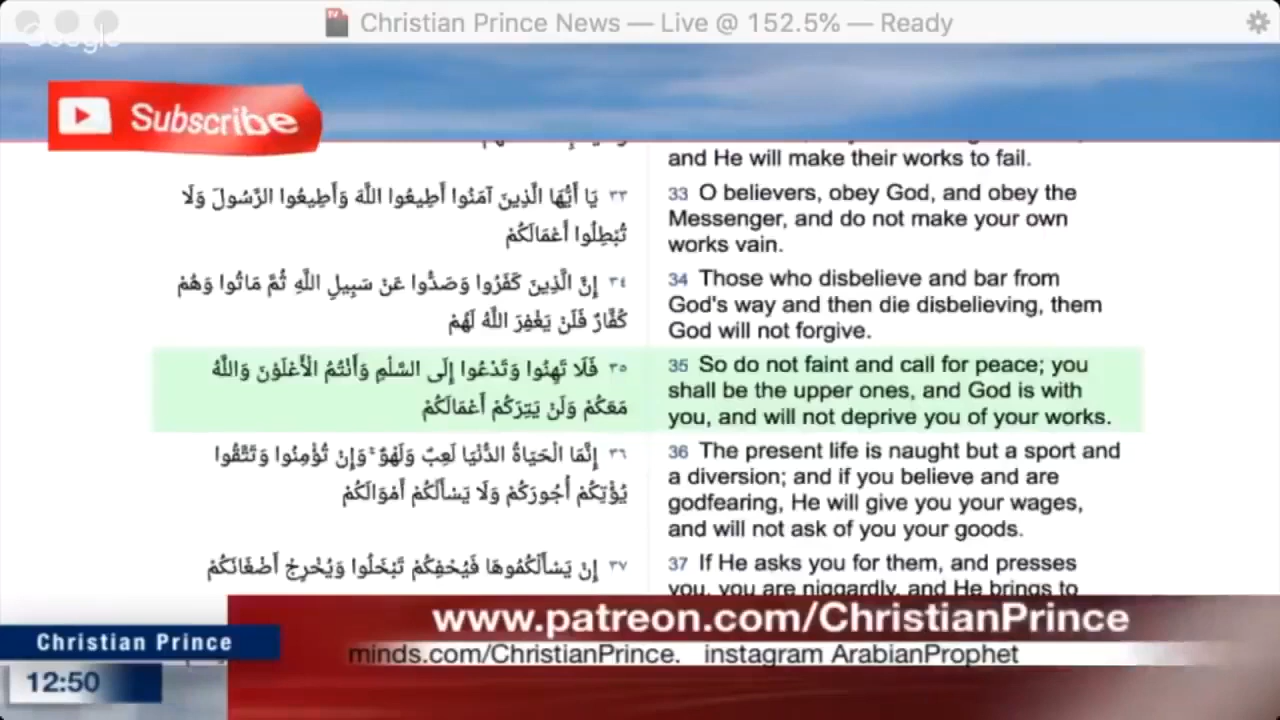 Christian Prince News — Live @ 152.5% — Ready
Google
Subscribe
and He will make their works to fail.
٣٣ يَا أَيُّهَا الَّذِينَ آمَنُوا أَطِيعُوا اللَّهَ وَأَطِيعُوا الرَّسُولَ وَلَا
تُبْطِلُوا أَعْمَالَكُمْ
33 O believers, obey God, and obey the
Messenger, and do not make your own
works vain.
٣٤ إِنَّ الَّذِينَ كَفَرُوا وَصَدُّوا عَنْ سَبِيلِ اللَّهِ ثُمَّ مَاتُوا وَهُمْ
كُفَّارٌ فَلَنْ يَغْفِرَ اللَّهُ لَهُمْ
34 Those who disbelieve and bar from
God's way and then die disbelieving, them
God will not forgive.
٣٥ فَلَا تَهِنُوا وَتَدْعُوا إِلَى السَّلْمِ وَأَنْتُمُ الْأَعْلَوْنَ وَاللَّهُ
مَعَكُمْ وَلَنْ يَتِرَكُمْ أَعْمَالَكُمْ
35 So do not faint and call for peace; you
shall be the upper ones, and God is with
you, and will not deprive you of your works.
٣٦ إِنَّمَا الْحَيَاةُ الدُّنْيَا لَعِبٌ وَلَهْوٌ ۚ وَإِنْ تُؤْمِنُوا وَتَتَّقُوا
يُؤْتِكُمْ أُجُورَكُمْ وَلَا يَسْأَلْكُمْ أَمْوَالَكُمْ
36 The present life is naught but a sport and
a diversion; and if you believe and are
godfearing, He will give you your wages,
and will not ask of you your goods.
٣٧ إِنْ يَسْأَلْكُمُوهَا فَيُحْفِكُمْ تَبْخَلُوا وَيُخْرِجْ أَضْغَانَكُمْ
37 If He asks you for them, and presses
you, you are niggardly, and He brings to
www.patreon.com/ChristianPrince
Christian Prince
minds.com/ChristianPrince. instagram ArabianProphet
12:50